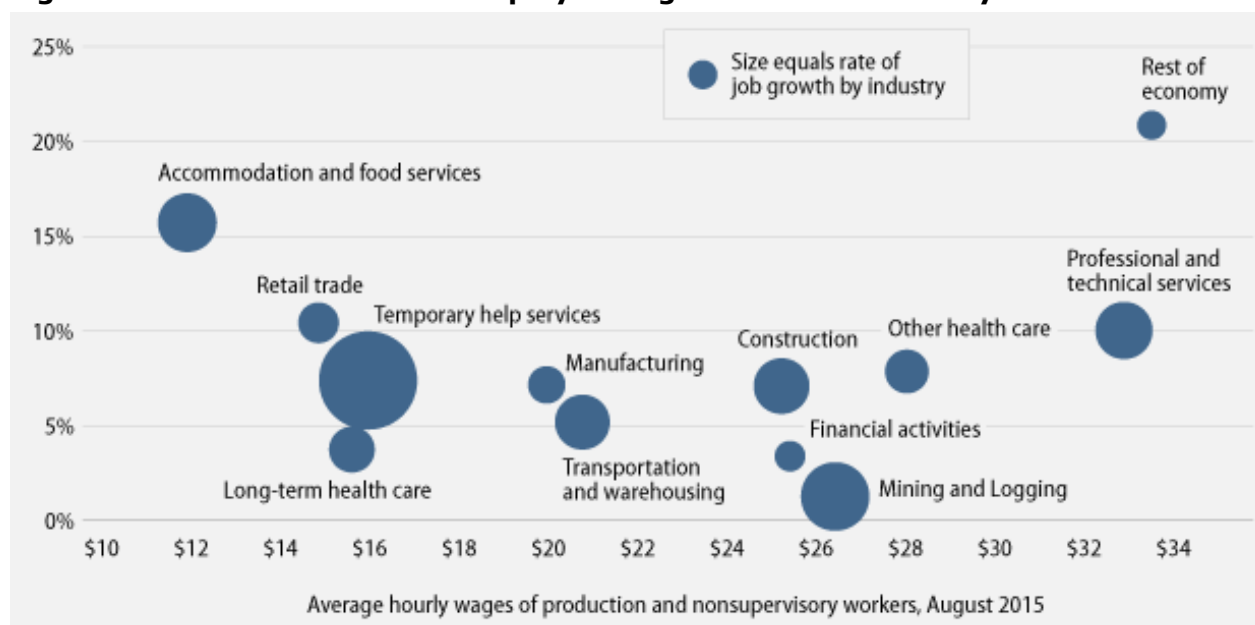 25%
Size equals rate of
job growth by industry
Rest of
economy
20%
Accommodation and food services
15%
Professional and
technical services
Retail trade
Temporary help services
10%
Other health care
Construction
Manufacturing
5%
Financial activities
Transportation
and warehousing
Long-term health care
Mining and Logging
0%
$10 $12 $14 $16 $18 $20 $22 $24 $26 $28 $30 $32 $34
Average hourly wages of production and nonsupervisory workers, August 2015